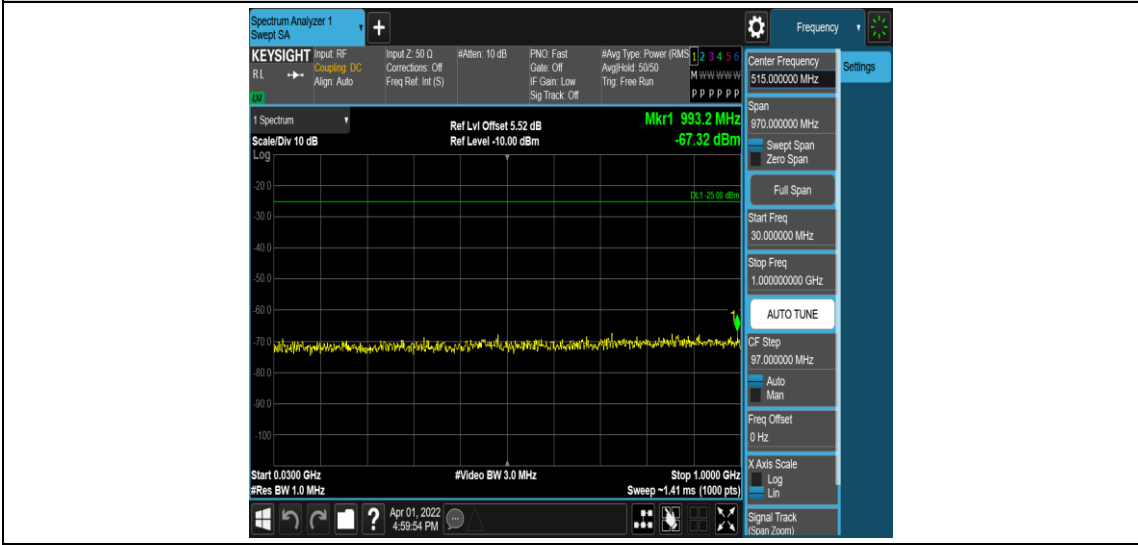 Spectrum Analyzer 1
Swept SA
+
Frequency
KEYSIGHT
RL
LW
Input: RF
Coupling: DC
Align: Auto
Input Z: 50 Ω
Corrections: Off
Freq Ref: Int (S)
#Atten: 10 dB
PNO: Fast
Gate: Off
IF Gain: Low
Sig Track: Off
#Avg Type: Power (RMS
Avg|Hold: 50/50
Trig: Free Run
1 2 3 4 5 6
M W W W W W
P P P P P P
1 Spectrum
Scale/Div 10 dB
Ref Lvl Offset 5.52 dB
Ref Level -10.00 dBm
Mkr1 993.2 MHz
-67.32 dBm
Log
-20.0
DL1 -25.00 dBm
-30.0
-40.0
-50.0
-60.0
1
-70.0
-80.0
-90.0
-100
Start 0.0300 GHz
#Res BW 1.0 MHz
#Video BW 3.0 MHz
Stop 1.0000 GHz
Sweep ~1.41 ms (1000 pts)
Apr 01, 2022
4:59:54 PM
?
Center Frequency
515.000000 MHz
Settings
Span
970.000000 MHz
Swept Span
Zero Span
Full Span
Start Freq
30.000000 MHz
Stop Freq
1.000000000 GHz
AUTO TUNE
CF Step
97.000000 MHz
Auto
Man
Freq Offset
0 Hz
X Axis Scale
Log
Lin
Signal Track
(Span Zoom)